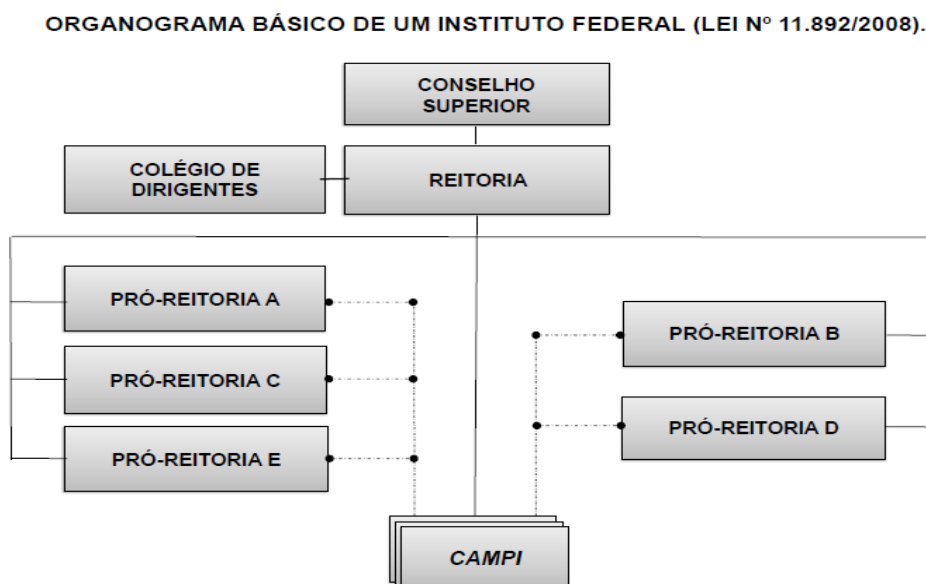 ORGANOGRAMA BÁSICO DE UM INSTITUTO FEDERAL (LEI Nº 11.892/2008).
CONSELHO
SUPERIOR
COLÉGIO DE
DIRIGENTES
REITORIA
PRÓ-REITORIA A
PRÓ-REITORIA B
PRÓ-REITORIA C
PRÓ-REITORIA D
PRÓ-REITORIA E
CAMPI